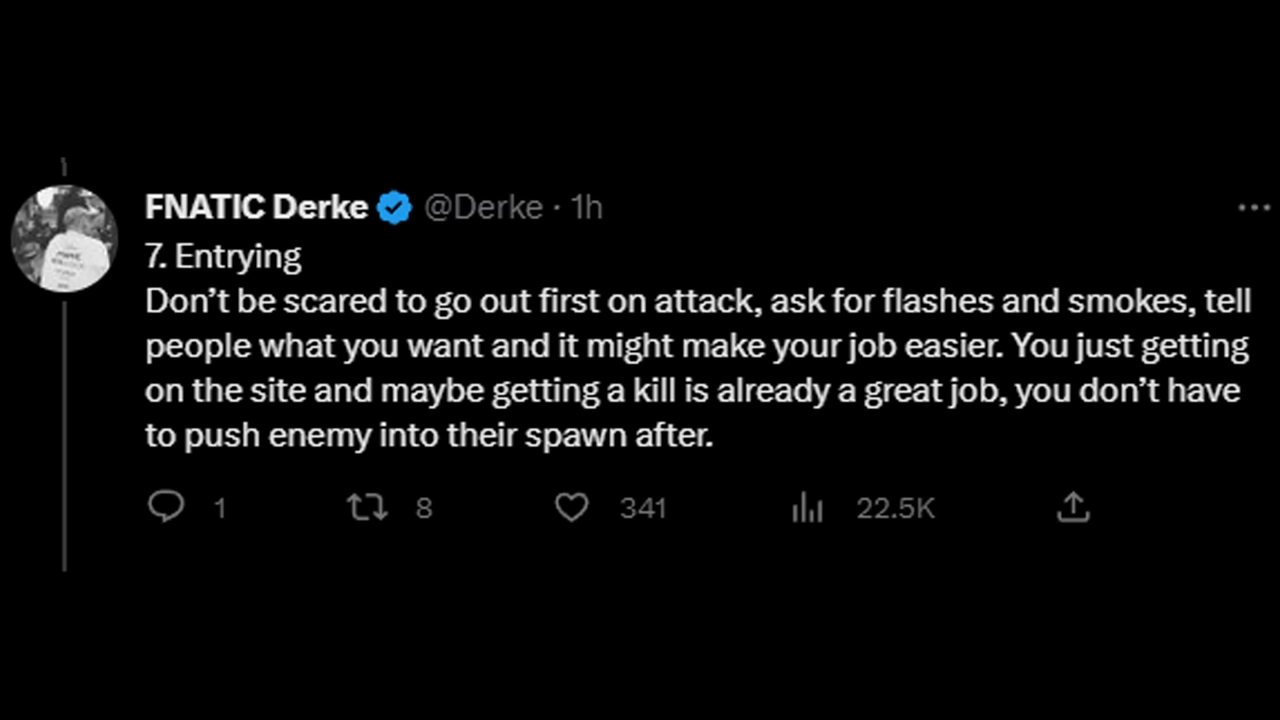 FNATIC Derke @Derke · 1h
7. Entrying
Don’t be scared to go out first on attack, ask for flashes and smokes, tell
people what you want and it might make your job easier. You just getting
on the site and maybe getting a kill is already a great job, you don’t have
to push enemy into their spawn after.
1 8 341 22.5K